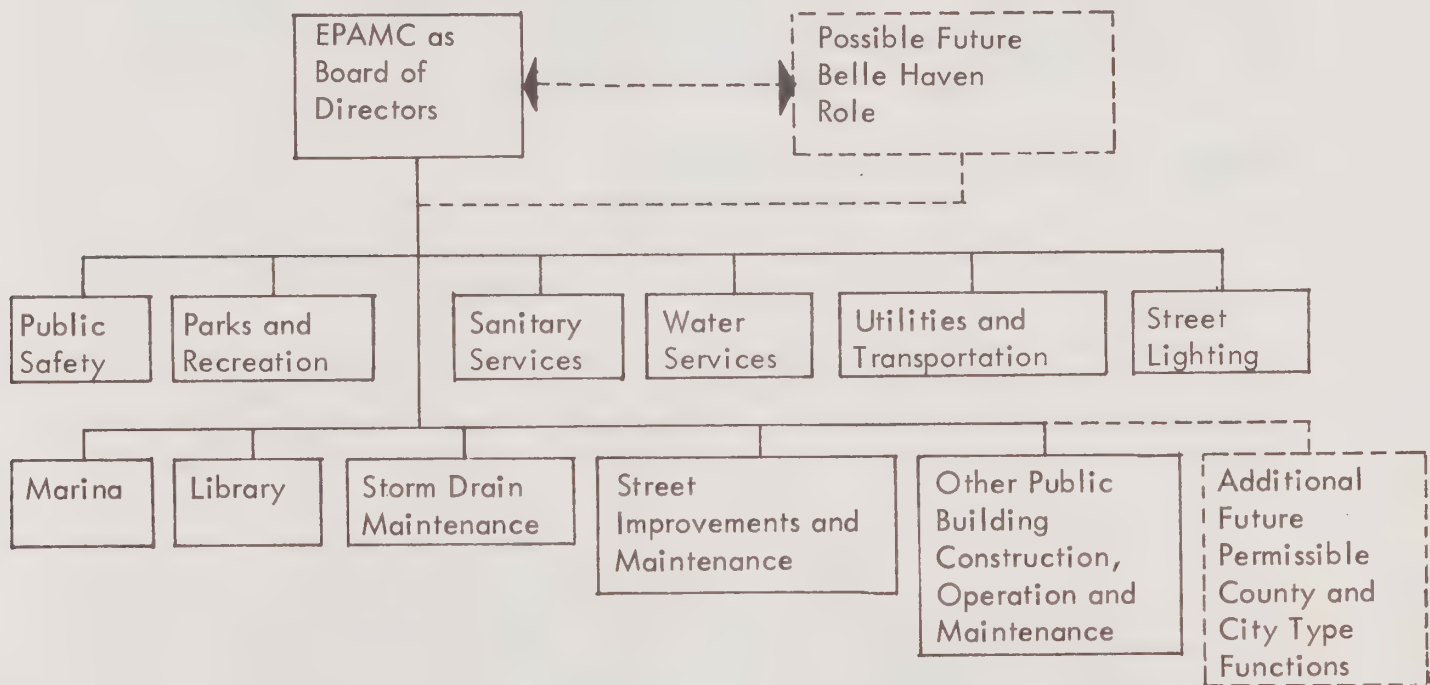 EPAMC as
Board of
Directors
Possible Future
Belle Haven
Role
Public
Safety
Parks and
Recreation
Sanitary
Services
Water
Services
Utilities and
Transportation
Street
Lighting
Marina
Library
Storm Drain
Maintenance
Street
Improvements and
Maintenance
Other Public
Building
Construction,
Operation and
Maintenance
Additional
Future
Permissible
County and
City Type
Functions